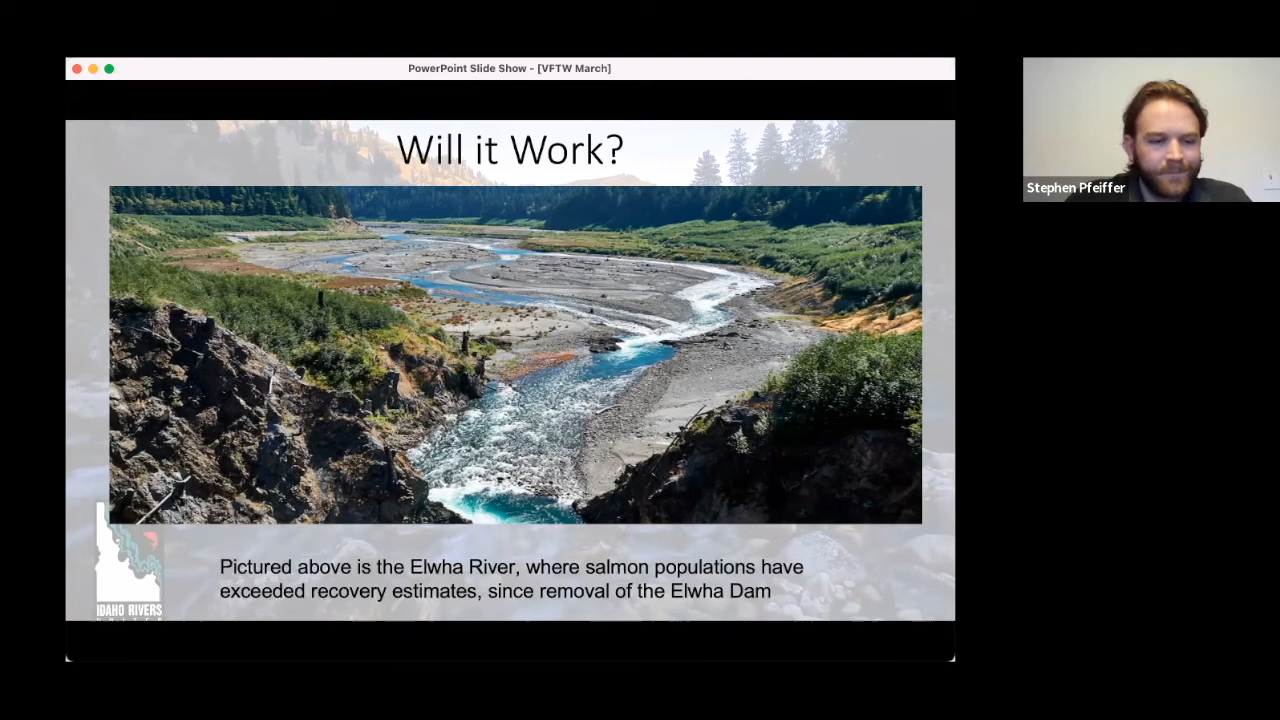 PowerPoint Slide Show - [VFTW March]
Will it Work?
Stephen Pfeiffer
Pictured above is the Elwha River, where salmon populations have
exceeded recovery estimates, since removal of the Elwha Dam
IDAHO RIVERS